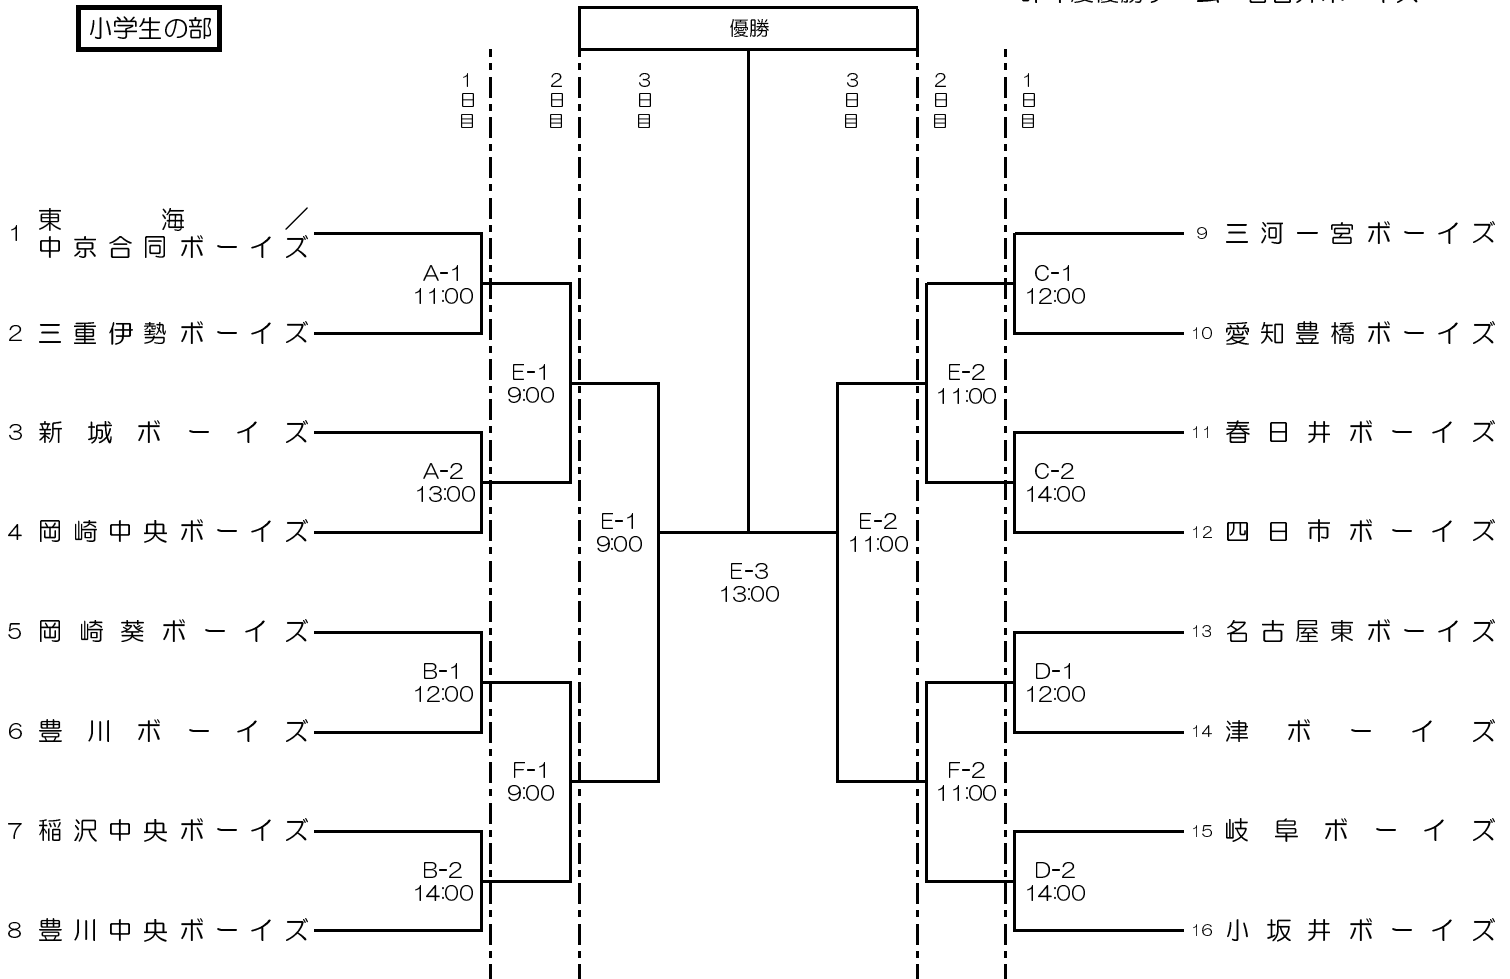 小学生の部
優勝
1日目
2日目
3日目
3日目
2日目
1日目
1 東海／
中京合同ボーイズ
2 三重伊勢ボーイズ
3 新城ボーイズ
4 岡崎中央ボーイズ
5 岡崎葵ボーイズ
6 豊川ボーイズ
7 稲沢中央ボーイズ
8 豊川中央ボーイズ
A-1
11:00
A-2
13:00
B-1
12:00
B-2
14:00
E-1
9:00
F-1
9:00
E-1
9:00
E-3
13:00
E-2
11:00
E-2
11:00
F-2
11:00
C-1
12:00
C-2
14:00
D-1
12:00
D-2
14:00
9 三河一宮ボーイズ
10 愛知豊橋ボーイズ
11 春日井ボーイズ
12 四日市ボーイズ
13 名古屋東ボーイズ
14 津ボーイズ
15 岐阜ボーイズ
16 小坂井ボーイズ